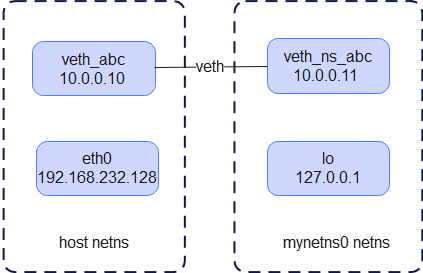 veth_abc
10.0.0.10
veth
veth_ns_abc
10.0.0.11
eth0
192.168.232.128
lo
127.0.0.1
host netns
mynetns0 netns